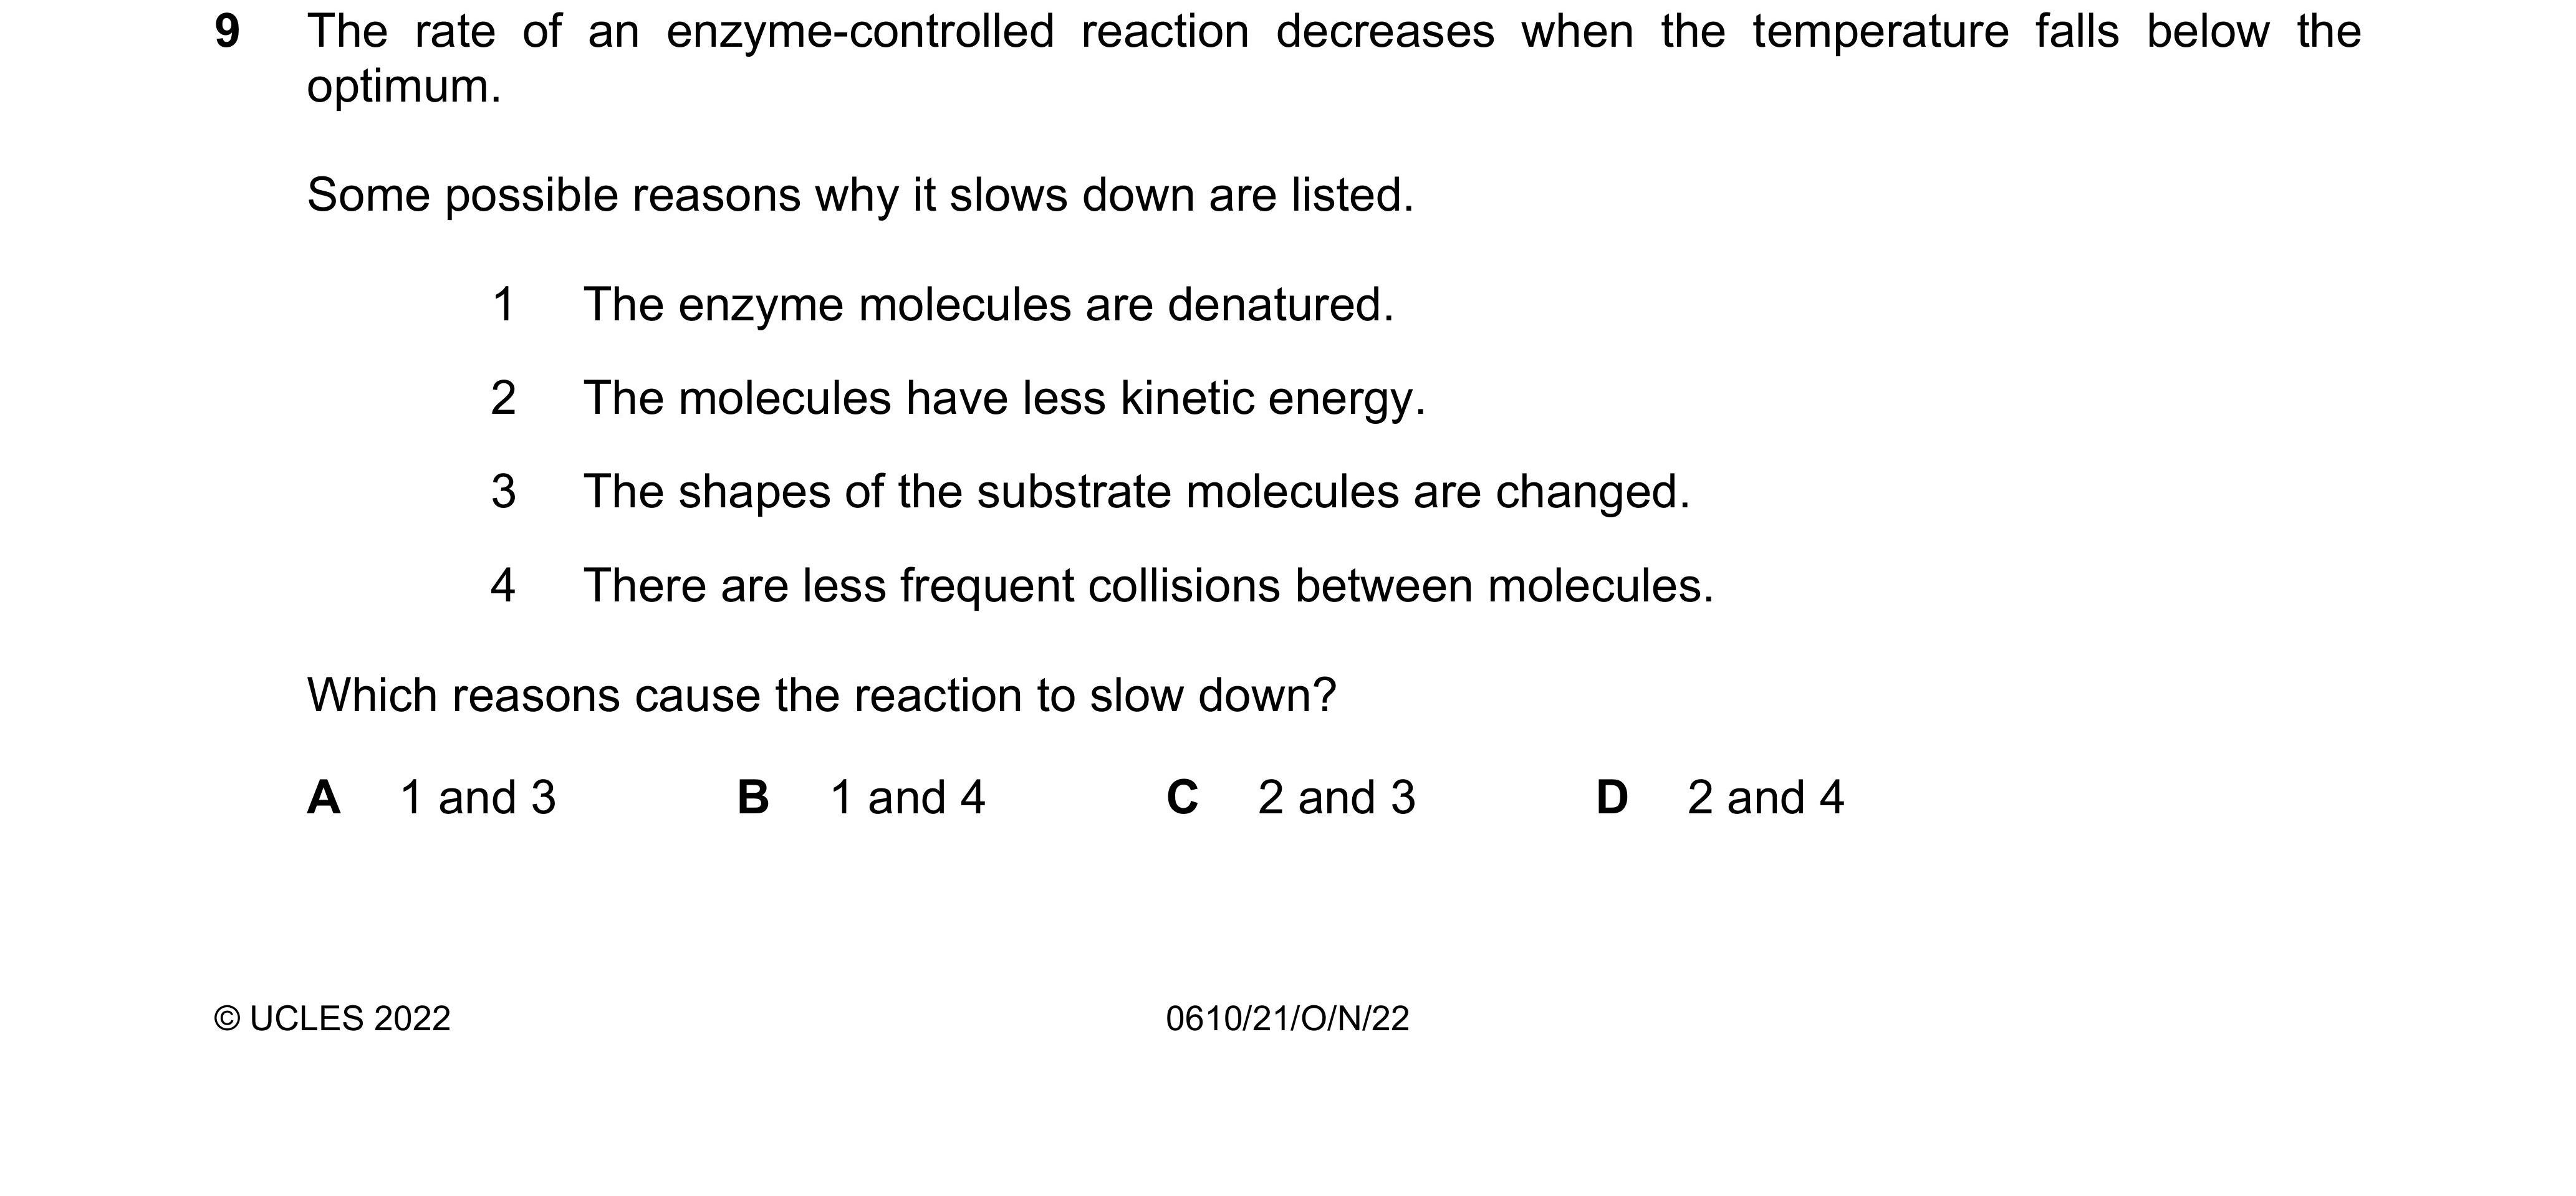 9 The rate of an enzyme-controlled reaction decreases when the temperature falls below the
optimum.
Some possible reasons why it slows down are listed.
1 The enzyme molecules are denatured.
2 The molecules have less kinetic energy.
3 The shapes of the substrate molecules are changed.
4 There are less frequent collisions between molecules.
Which reasons cause the reaction to slow down?
A 1 and 3 B 1 and 4 C 2 and 3 D 2 and 4
© UCLES 2022 0610/21/O/N/22